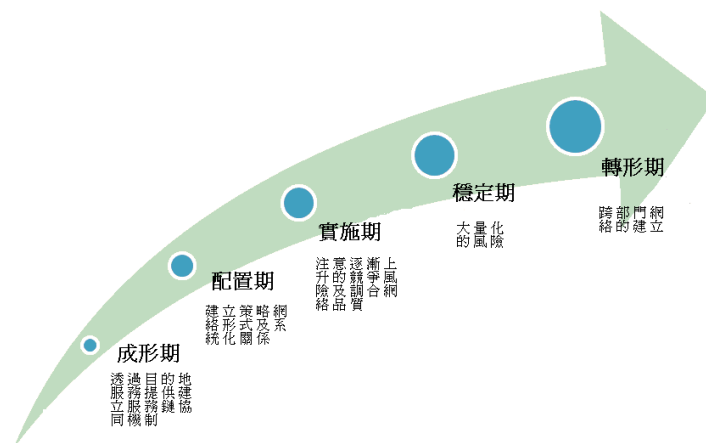 轉形期
跨部門網
絡的建立
穩定期
大量化
的風險
實施期
注意逐漸上
升的競爭風
險及調合網
絡品質
配置期
建立策略網
絡形式及系
統化關係
成形期
透過目的地
服務提供建
立服務鏈協
同機制